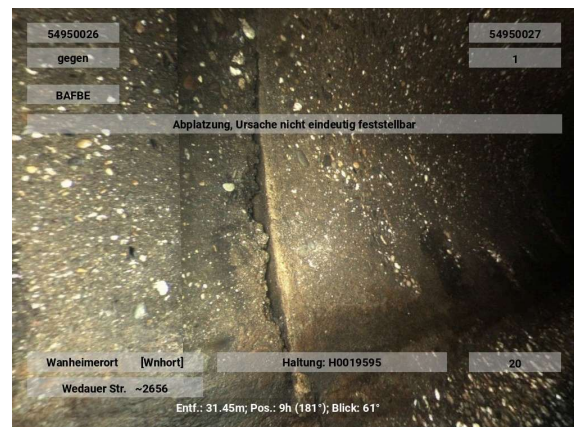 54950026 54950027
gegen 1
BAFBE
Abplatzung, Ursache nicht eindeutig feststellbar
Wanheimerort [Wnhort] Haltung: H0019595 20
Wedauer Str. ~2656
Entf.: 31.45m; Pos.: 9h (181°); Blick: 61°